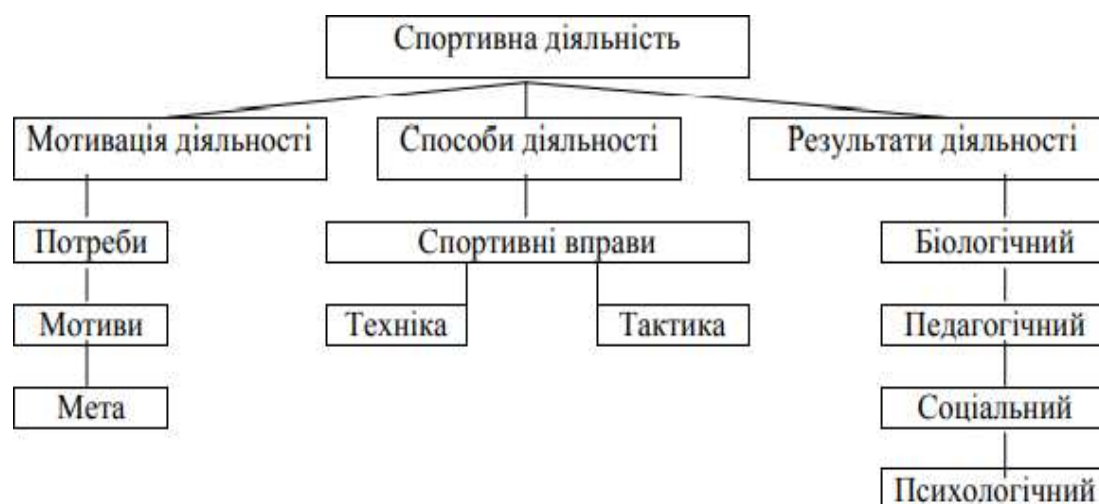 Спортивна діяльність
Мотивація діяльності
Способи діяльності
Результати діяльності
Потреби
Спортивні вправи
Біологічний
Мотиви
Техніка
Тактика
Педагогічний
Мета
Соціальний
Психологічний